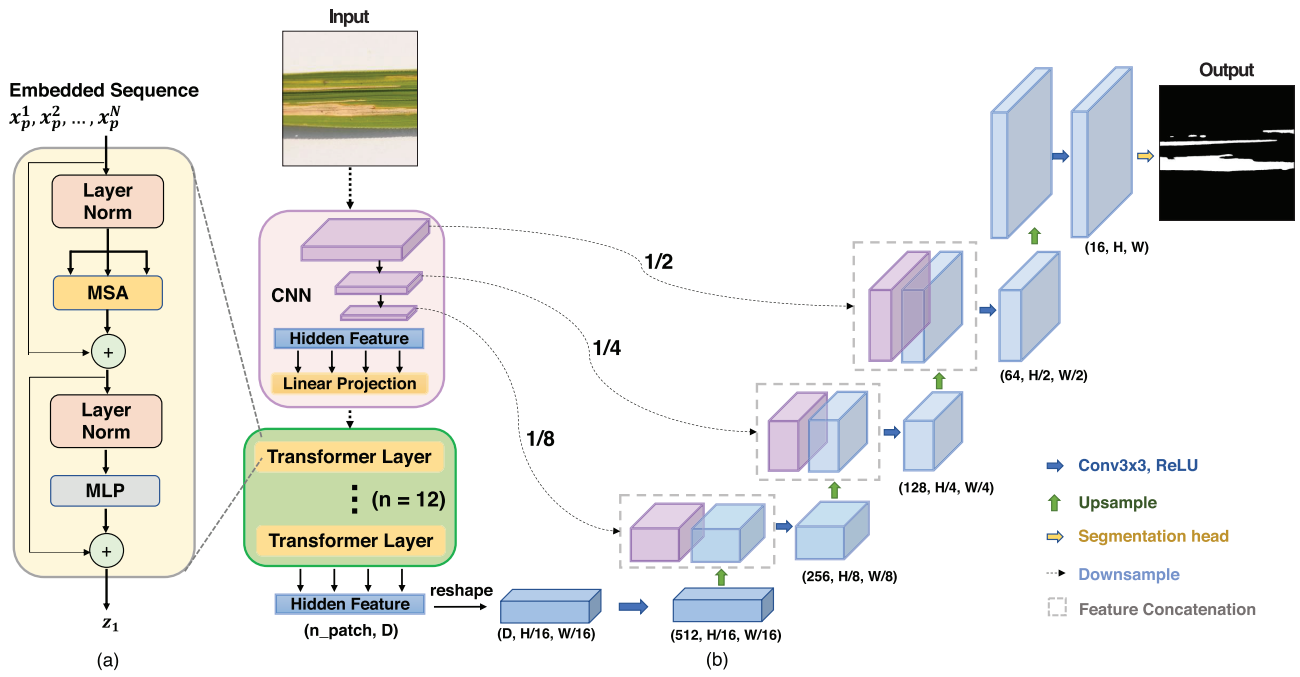 Input
Embedded Sequence
x_p^1, x_p^2, ... , x_p^N
Layer
Norm
MSA
+
Layer
Norm
MLP
+
z_1
(a)
CNN
Hidden Feature
Linear Projection
Transformer Layer
(n = 12)
Transformer Layer
Hidden Feature
(n_patch, D)
reshape
(D, H/16, W/16)
(512, H/16, W/16)
1/2
1/4
1/8
(256, H/8, W/8)
(128, H/4, W/4)
(64, H/2, W/2)
(16, H, W)
Output
(b)
Conv3x3, ReLU
Upsample
Segmentation head
Downsample
Feature Concatenation